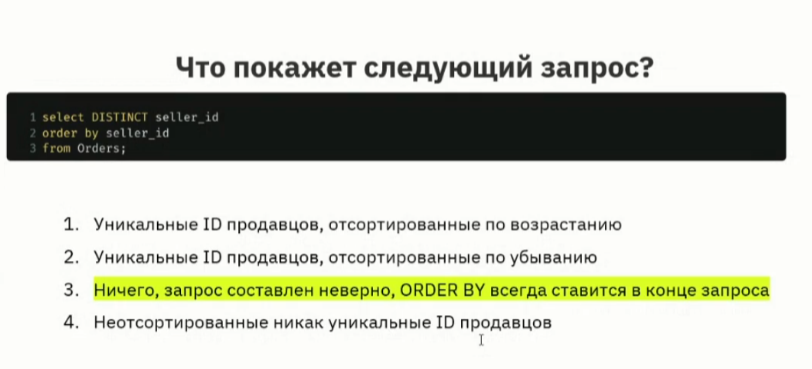 Что покажет следующий запрос?
1 select DISTINCT seller_id
2 order by seller_id
3 from Orders;
1. Уникальные ID продавцов, отсортированные по возрастанию
2. Уникальные ID продавцов, отсортированные по убыванию
3. Ничего, запрос составлен неверно, ORDER BY всегда ставится в конце запроса
4. Неотсортированные никак уникальные ID продавцов